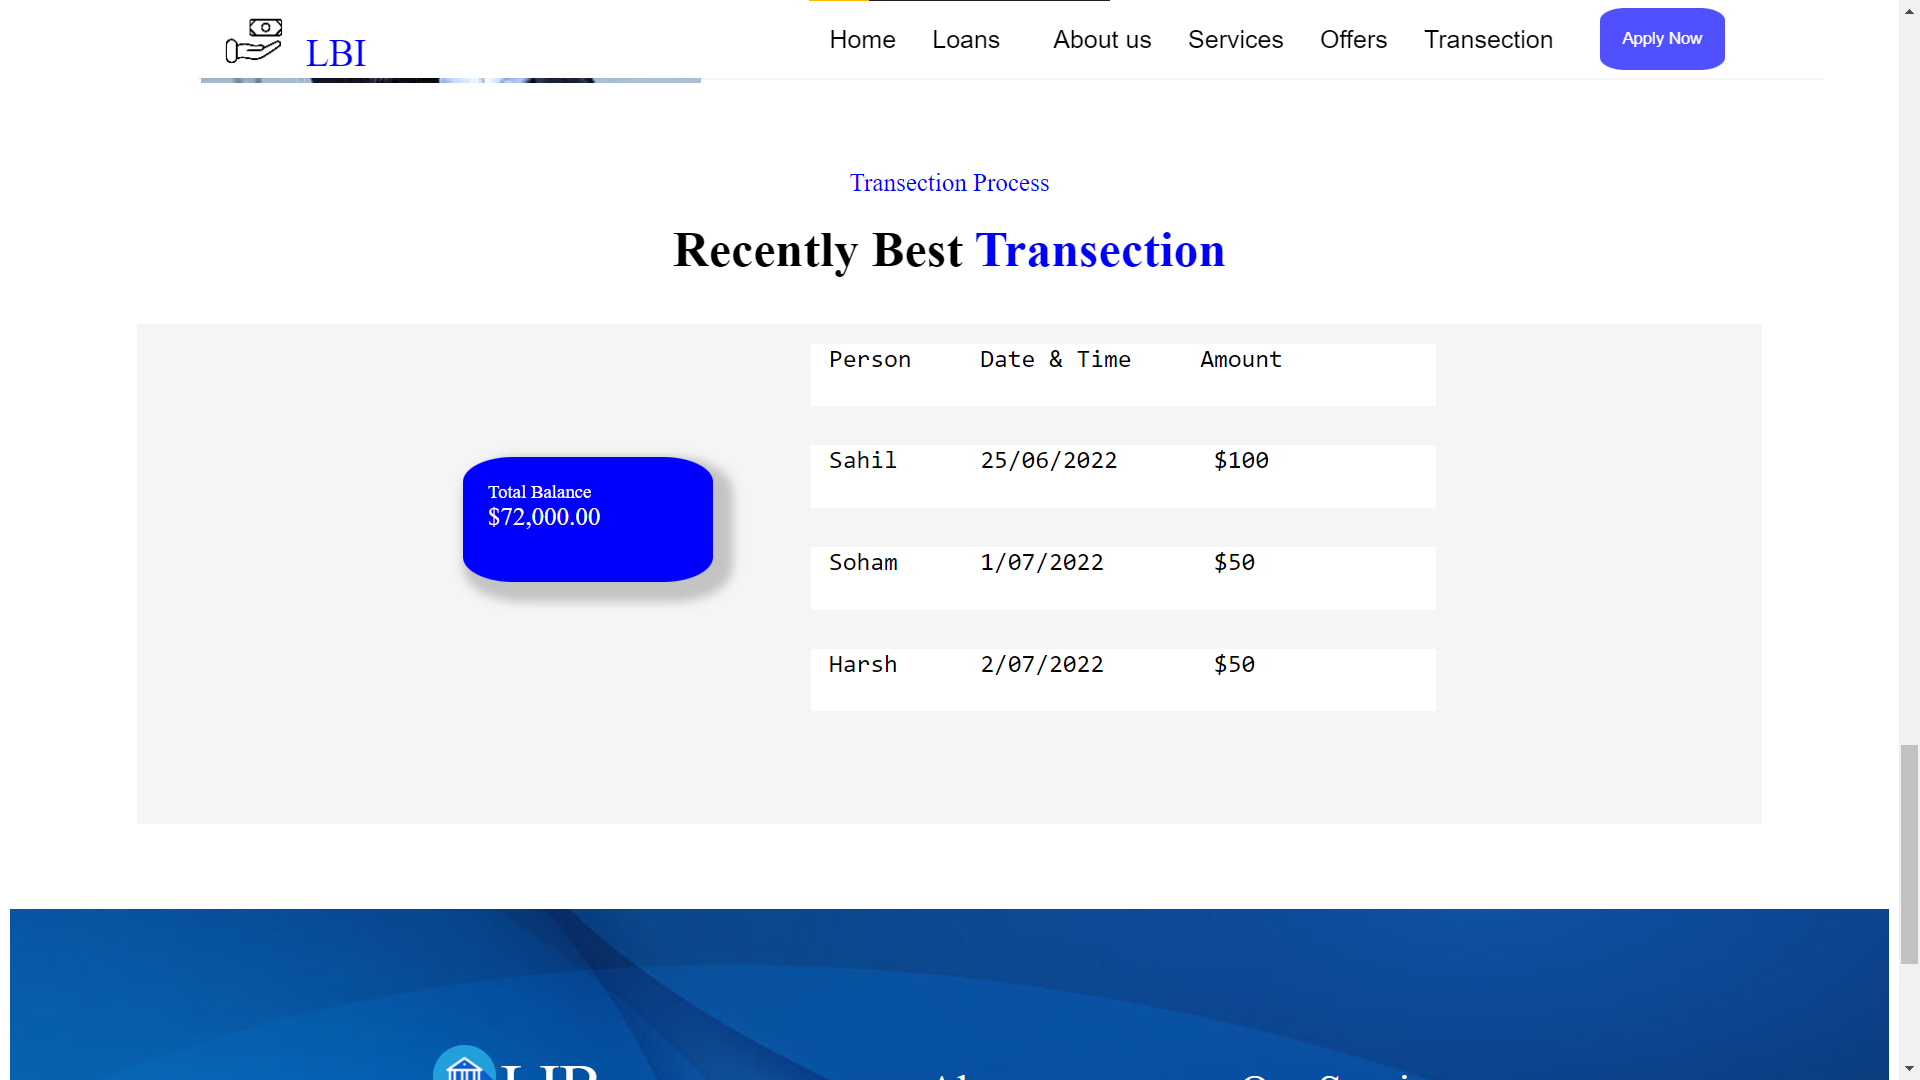 LBI
Home Loans About us Services Offers Transection Apply Now
Transection Process
Recently Best Transection
Person Date & Time Amount
Sahil 25/06/2022 $100
Total Balance
$72,000.00
Soham 1/07/2022 $50
Harsh 2/07/2022 $50